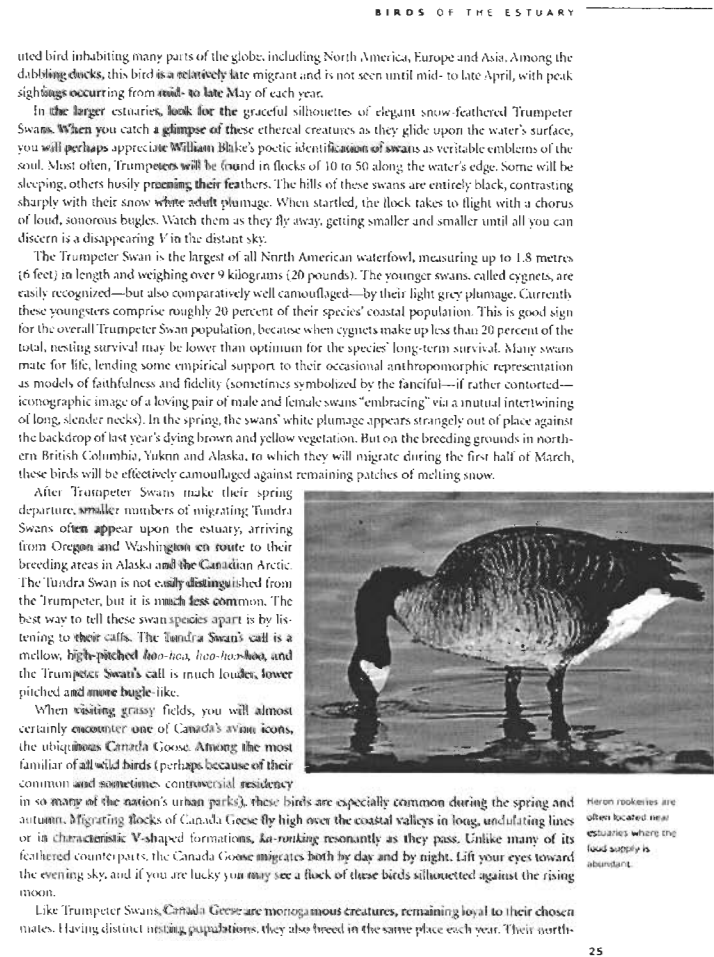 BIRDS OF THE ESTUARY
uted bird inhabiting many parts of the globe, including North America, Europe and Asia. Among the
dabbling ducks, this bird is a relatively late migrant and is not seen until mid- to late April, with peak
sightings occurring from mid- to late May of each year.
In the larger estuaries, look for the graceful silhouettes of elegant snow-feathered Trumpeter
Swans. When you catch a glimpse of these ethereal creatures as they glide upon the water's surface,
you will perhaps appreciate William Blake's poetic identification of swans as veritable emblems of the
soul. Most often, Trumpeters will be found in flocks of 10 to 50 along the water's edge. Some will be
sleeping, others busily preening their feathers. The bills of these swans are entirely black, contrasting
sharply with their snow white adult plumage. When startled, the flock takes to flight with a chorus
of loud, sonorous bugles. Watch them as they fly away, getting smaller and smaller until all you can
discern is a disappearing V in the distant sky.
The Trumpeter Swan is the largest of all North American waterfowl, measuring up to 1.8 metres
(6 feet) in length and weighing over 9 kilograms (20 pounds). The younger swans, called cygnets, are
easily recognized—but also comparatively well camouflaged—by their light grey plumage. Currently
these youngsters comprise roughly 20 percent of their species' coastal population. This is good sign
for the overall Trumpeter Swan population, because when cygnets make up less than 20 percent of the
total, nesting survival may be lower than optimum for the species' long-term survival. Many swans
mate for life, lending some empirical support to their occasional anthropomorphic representation
as models of faithfulness and fidelity (sometimes symbolized by the fanciful—if rather contorted—
iconographic image of a loving pair of male and female swans "embracing" via a mutual intertwining
of long, slender necks). In the spring, the swans' white plumage appears strangely out of place against
the backdrop of last year's dying brown and yellow vegetation. But on the breeding grounds in north-
ern British Columbia, Yukon and Alaska, to which they will migrate during the first half of March,
these birds will be effectively camouflaged against remaining patches of melting snow.
After Trumpeter Swans make their spring
departure, smaller numbers of migrating Tundra
Swans often appear upon the estuary, arriving
from Oregon and Washington en route to their
breeding areas in Alaska and the Canadian Arctic.
The Tundra Swan is not easily distinguished from
the Trumpeter, but it is much less common. The
best way to tell these swan species apart is by lis-
tening to their calls. The Tundra Swan's call is a
mellow, high-pitched hoo-hoo, hoo-hoo-hoo, and
the Trumpeter Swan's call is much louder, lower
pitched and more bugle-like.
When visiting grassy fields, you will almost
certainly encounter one of Canada's avian icons,
the ubiquitous Canada Goose. Among the most
familiar of all wild birds (perhaps because of their
common and sometimes controversial residency
in so many of the nation's urban parks), these birds are especially common during the spring and
autumn. Migrating flocks of Canada Geese fly high over the coastal valleys in long, undulating lines
or in characteristic V-shaped formations, ka-ronking resonantly as they pass. Unlike many of its
feathered counterparts, the Canada Goose migrates both by day and by night. Lift your eyes toward
the evening sky, and if you are lucky you may see a flock of these birds silhouetted against the rising
moon.
Like Trumpeter Swans, Canada Geese are monogamous creatures, remaining loyal to their chosen
mates. Having distinct nesting populations, they also breed in the same place each year. Their north-
Heron rookeries are
often located near
estuaries where the
food supply is
abundant.
25